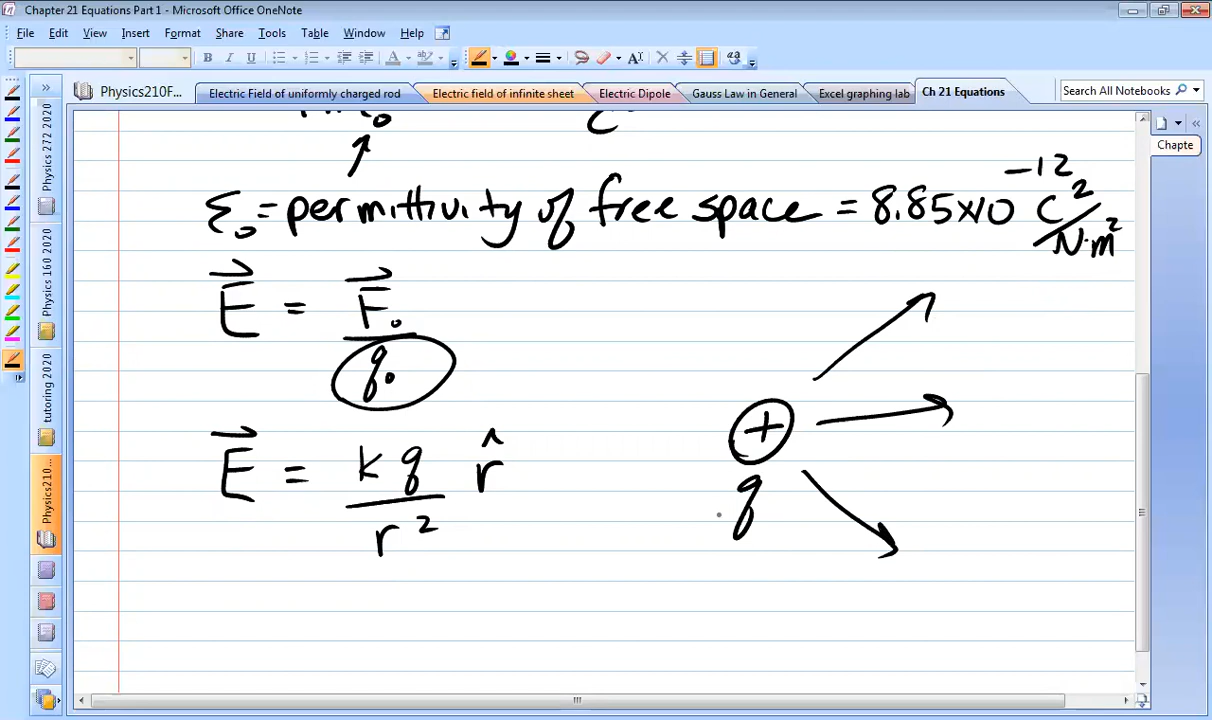 Chapter 21 Equations Part 1 - Microsoft Office OneNote
File Edit View Insert Format Share Tools Table Window Help
Physics210F... Electric Field of uniformly charged rod Electric field of infinite sheet Electric Dipole Gauss Law in General Excel graphing lab Ch 21 Equations Search All Notebooks
Chapte
Physics 272 2020
Physics 160 2020
tutoring 2020
Physics210...
ε₀ = permittivity of free space = 8.85x10⁻¹² C²/N·m²
E⃗ = F⃗₀/q₀
E⃗ = kq/r² r̂
+
q